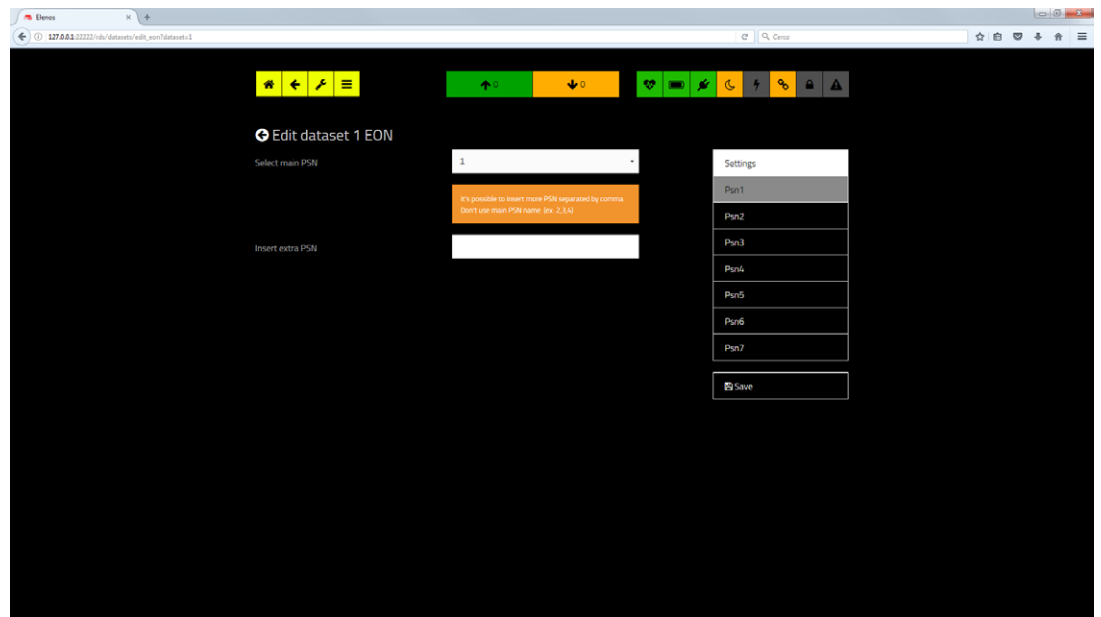 Elenos
127.0.0.1:22222/rds/datasets/edit_eon?dataset=1
Cerca
0
0
Edit dataset 1 EON
Select main PSN
1
It's possible to insert more PSN separated by comma
Don't use main PSN name (ex. 2,3,4)
Insert extra PSN
Settings
Psn1
Psn2
Psn3
Psn4
Psn5
Psn6
Psn7
Save